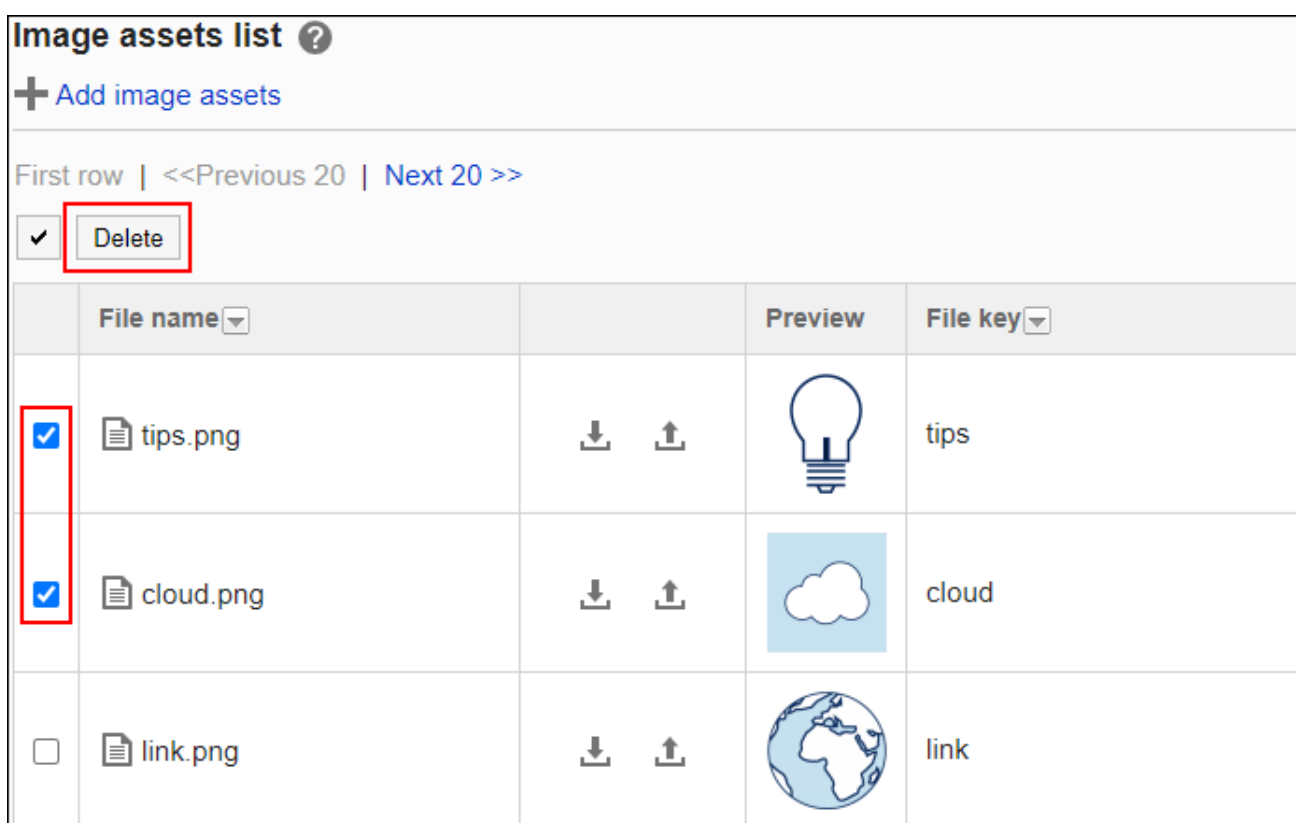 Image assets list ?
Add image assets
First row | <<Previous 20 | Next 20 >>
Delete
File name Preview File key
tips.png tips
cloud.png cloud
link.png link